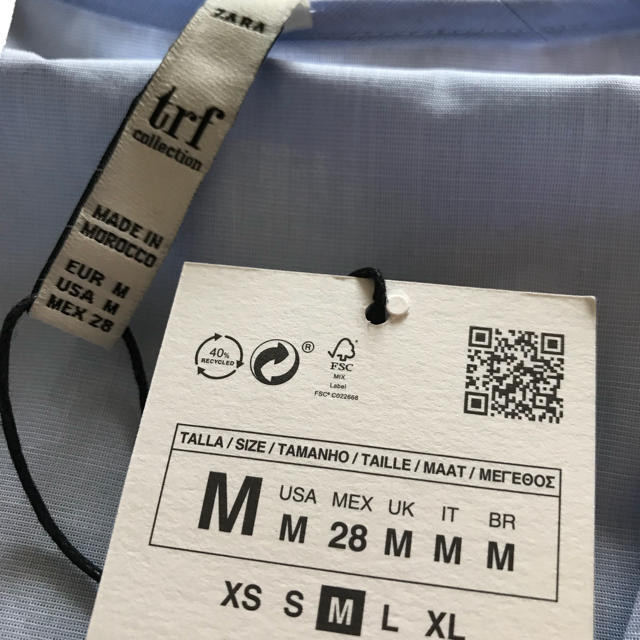 ZARA
trf
collection
MADE IN
MOROCCO
EUR M
USA M
MEX 28
40%
RECYCLED
®
FSC
MIX
Label
FSC® C022668
TALLA / SIZE / TAMANHO / TAILLE / MAAT / ΜΕΓΕΘΟΣ
M
USA MEX UK IT BR
M 28 M M M
XS S M L XL